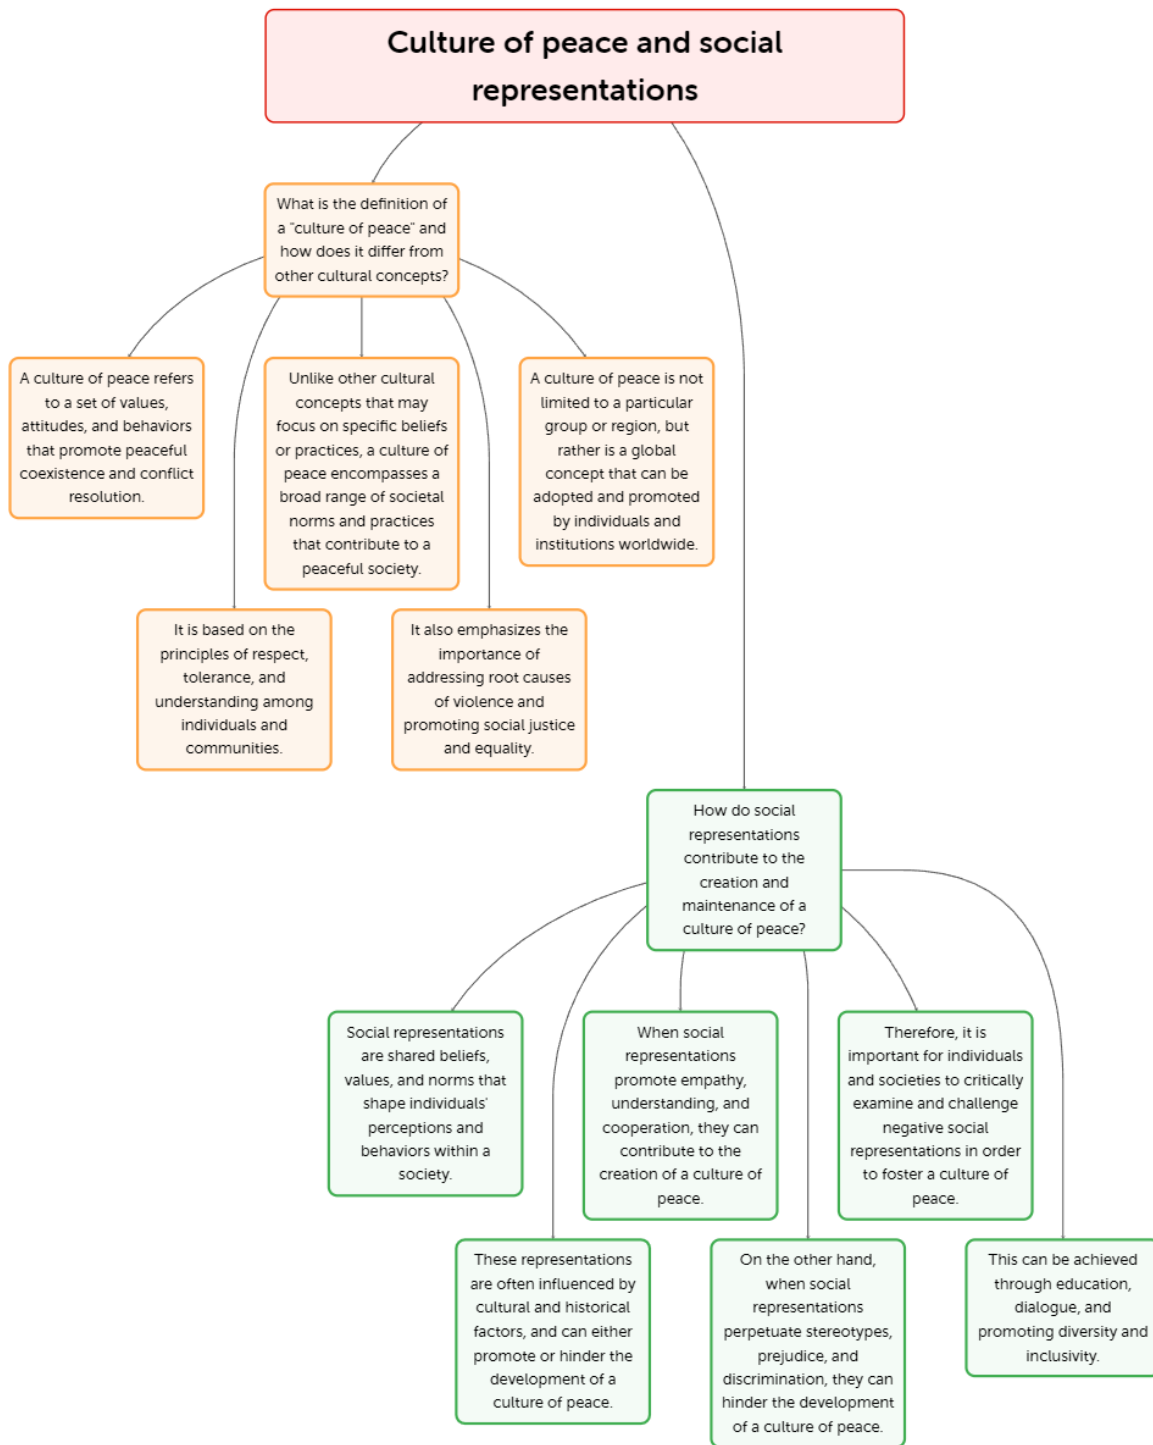 Culture of peace and social
representations
What is the definition of
a "culture of peace" and
how does it differ from
other cultural concepts?
A culture of peace refers
to a set of values,
attitudes, and behaviors
that promote peaceful
coexistence and conflict
resolution.
Unlike other cultural
concepts that may
focus on specific beliefs
or practices, a culture of
peace encompasses a
broad range of societal
norms and practices
that contribute to a
peaceful society.
A culture of peace is not
limited to a particular
group or region, but
rather is a global
concept that can be
adopted and promoted
by individuals and
institutions worldwide.
It is based on the
principles of respect,
tolerance, and
understanding among
individuals and
communities.
It also emphasizes the
importance of
addressing root causes
of violence and
promoting social justice
and equality.
How do social
representations
contribute to the
creation and
maintenance of a
culture of peace?
Social representations
are shared beliefs,
values, and norms that
shape individuals'
perceptions and
behaviors within a
society.
When social
representations
promote empathy,
understanding, and
cooperation, they can
contribute to the
creation of a culture of
peace.
Therefore, it is
important for individuals
and societies to critically
examine and challenge
negative social
representations in order
to foster a culture of
peace.
These representations
are often influenced by
cultural and historical
factors, and can either
promote or hinder the
development of a
culture of peace.
On the other hand,
when social
representations
perpetuate stereotypes,
prejudice, and
discrimination, they can
hinder the development
of a culture of peace.
This can be achieved
through education,
dialogue, and
promoting diversity and
inclusivity.